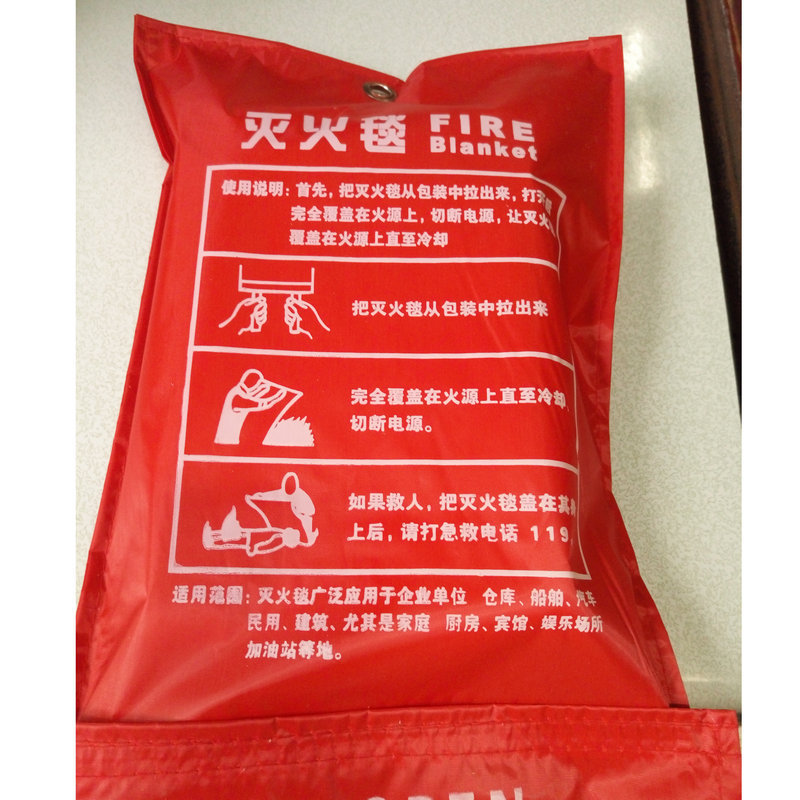 灭火毯 FIRE
Blanket
使用说明：首先，把灭火毯从包装中拉出来，打
完全覆盖在火源上，切断电源，让灭火
覆盖在火源上直至冷却
把灭火毯从包装中拉出来
完全覆盖在火源上直至冷却
切断电源。
如果救人，把灭火毯盖在其
上后，请打急救电话 119
适用范围：灭火毯广泛应用于企业单位 仓库、船舶、汽车
民用、建筑、尤其是家庭 厨房、宾馆、娱乐场所
加油站等地。